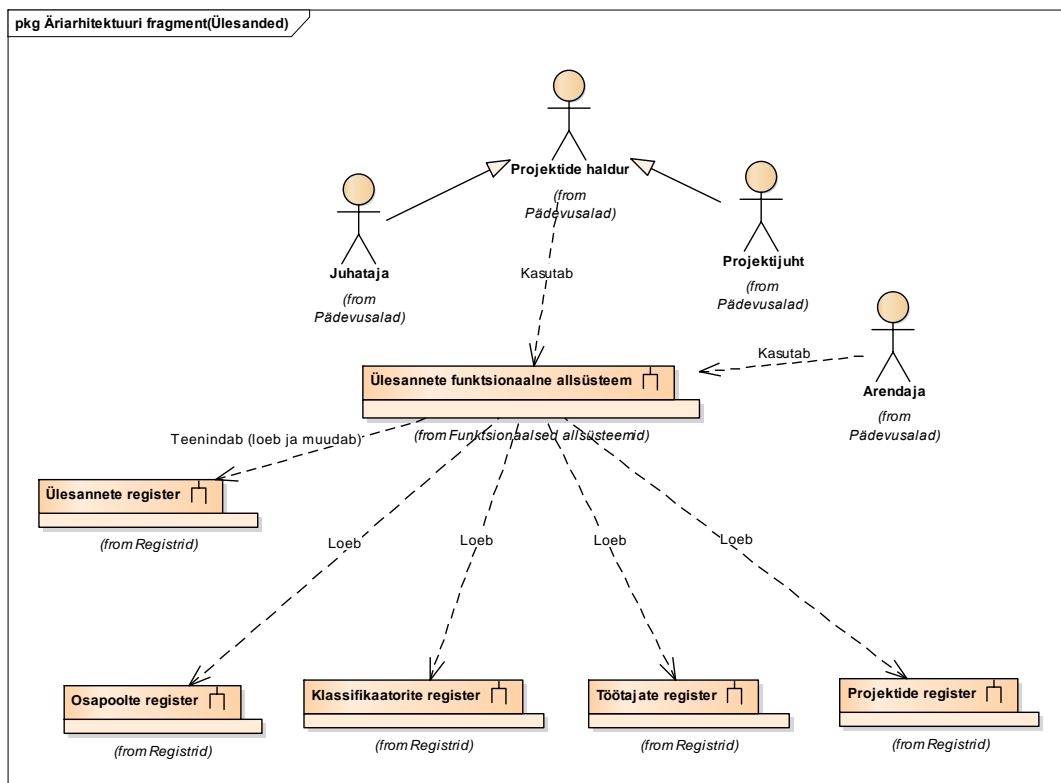 pkg Äriarhitektuuri fragment(Ülesanded)
Projektide haldur
(from
Pädevusalad)
Juhataja
(from
Pädevusalad)
Projektijuht
(from
Pädevusalad)
Kasutab
Kasutab
Arendaja
(from
Pädevusalad)
Ülesannete funktsionaalne allsüsteem
(from Funktsionaalsed allsüsteemid)
Teenindab (loeb ja muudab)
Ülesannete register
(from Registrid)
Loeb
Loeb
Loeb
Loeb
Osapoolte register
(from Registrid)
Klassifikaatorite register
(from Registrid)
Töötajate register
(from Registrid)
Projektide register
(from Registrid)